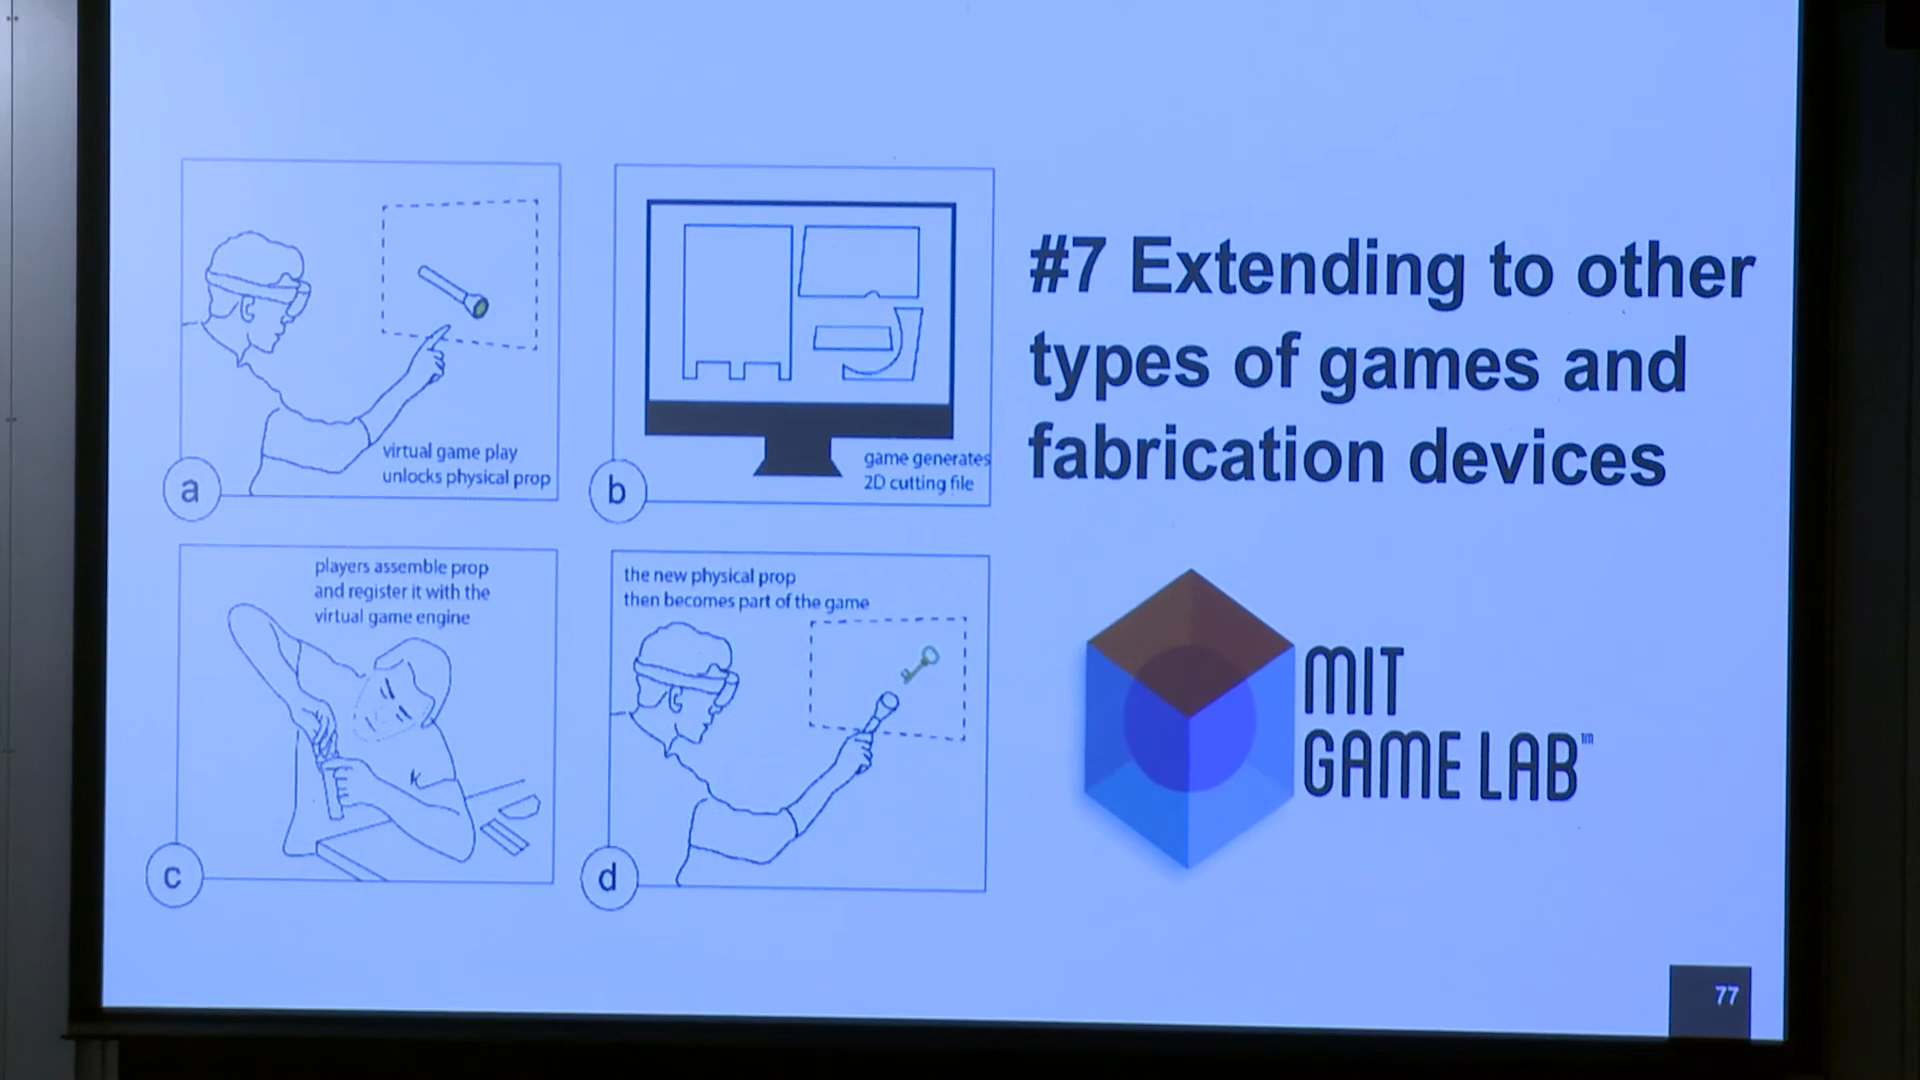 virtual game play
unlocks physical prop
a
game generates
2D cutting file
b
players assemble prop
and register it with the
virtual game engine
c
the new physical prop
then becomes part of the game
d
#7 Extending to other
types of games and
fabrication devices
MIT
GAME LAB™
77